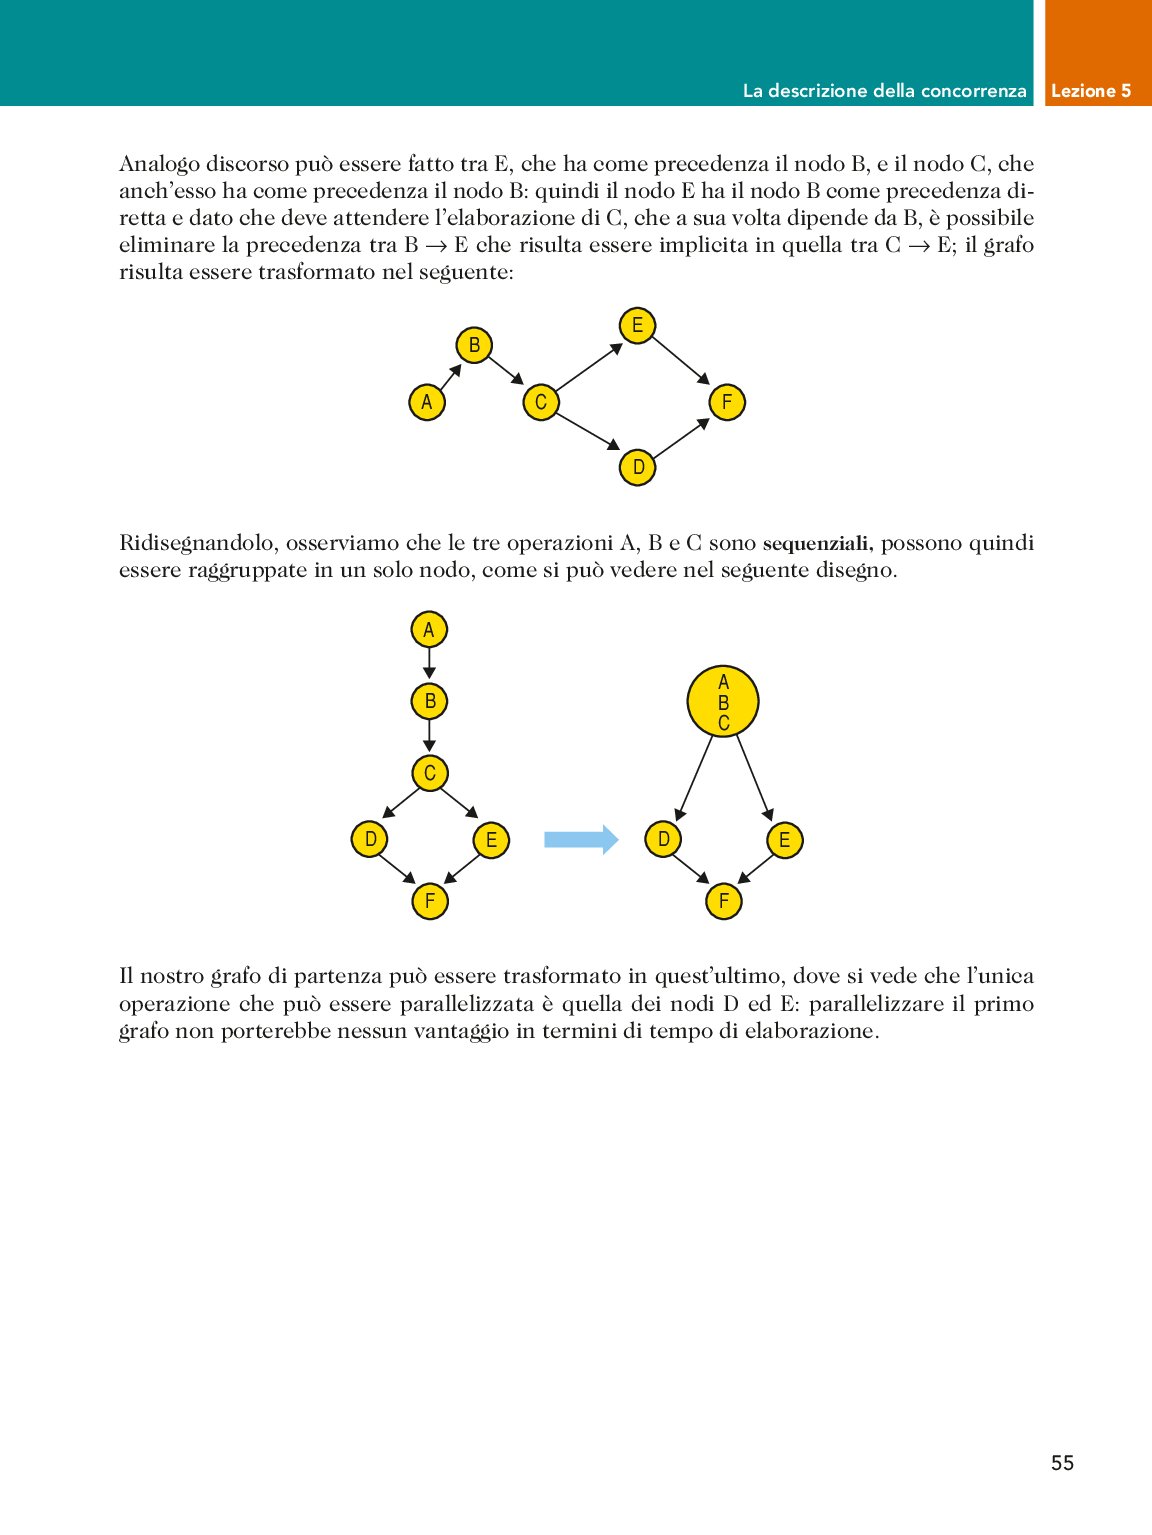 La descrizione della concorrenza Lezione 5
Analogo discorso può essere fatto tra E, che ha come precedenza il nodo B, e il nodo C, che
anch’esso ha come precedenza il nodo B: quindi il nodo E ha il nodo B come precedenza di-
retta e dato che deve attendere l’elaborazione di C, che a sua volta dipende da B, è possibile
eliminare la precedenza tra B → E che risulta essere implicita in quella tra C → E; il grafo
risulta essere trasformato nel seguente:
E
B
A C F
D
Ridisegnandolo, osserviamo che le tre operazioni A, B e C sono sequenziali, possono quindi
essere raggruppate in un solo nodo, come si può vedere nel seguente disegno.
A
B
C
D E
F
A
B
C
D E
F
Il nostro grafo di partenza può essere trasformato in quest’ultimo, dove si vede che l’unica
operazione che può essere parallelizzata è quella dei nodi D ed E: parallelizzare il primo
grafo non porterebbe nessun vantaggio in termini di tempo di elaborazione.
55